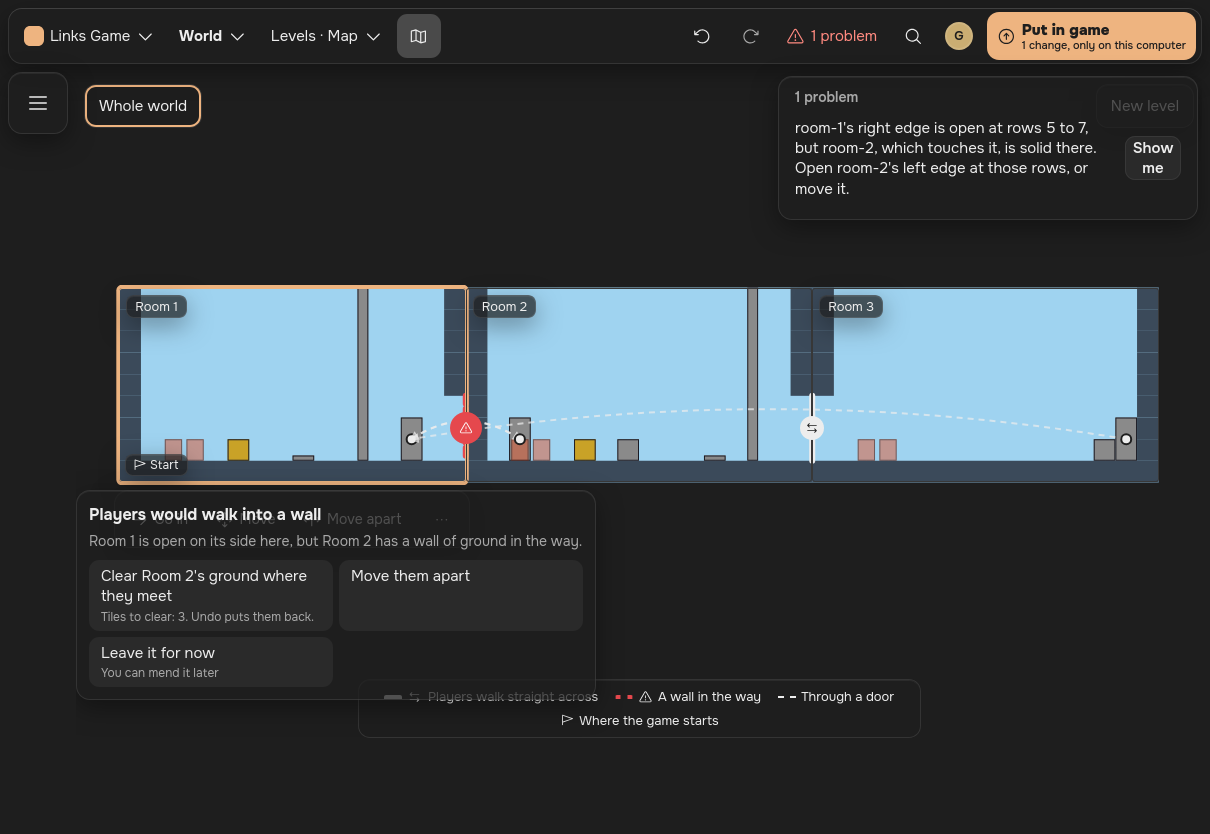 Links Game
World
Levels · Map
1 problem
G
Put in game
1 change, only on this computer
Whole world
1 problem
New level
room-1's right edge is open at rows 5 to 7,
but room-2, which touches it, is solid there.
Open room-2's left edge at those rows, or
move it.
Show
me
Room 1
Room 2
Room 3
Start
Players would walk into a wall
Go in
Move
Move apart
Room 1 is open on its side here, but Room 2 has a wall of ground in the way.
Clear Room 2's ground where
they meet
Tiles to clear: 3. Undo puts them back.
Move them apart
Leave it for now
You can mend it later
Players walk straight across
A wall in the way
Through a door
Where the game starts